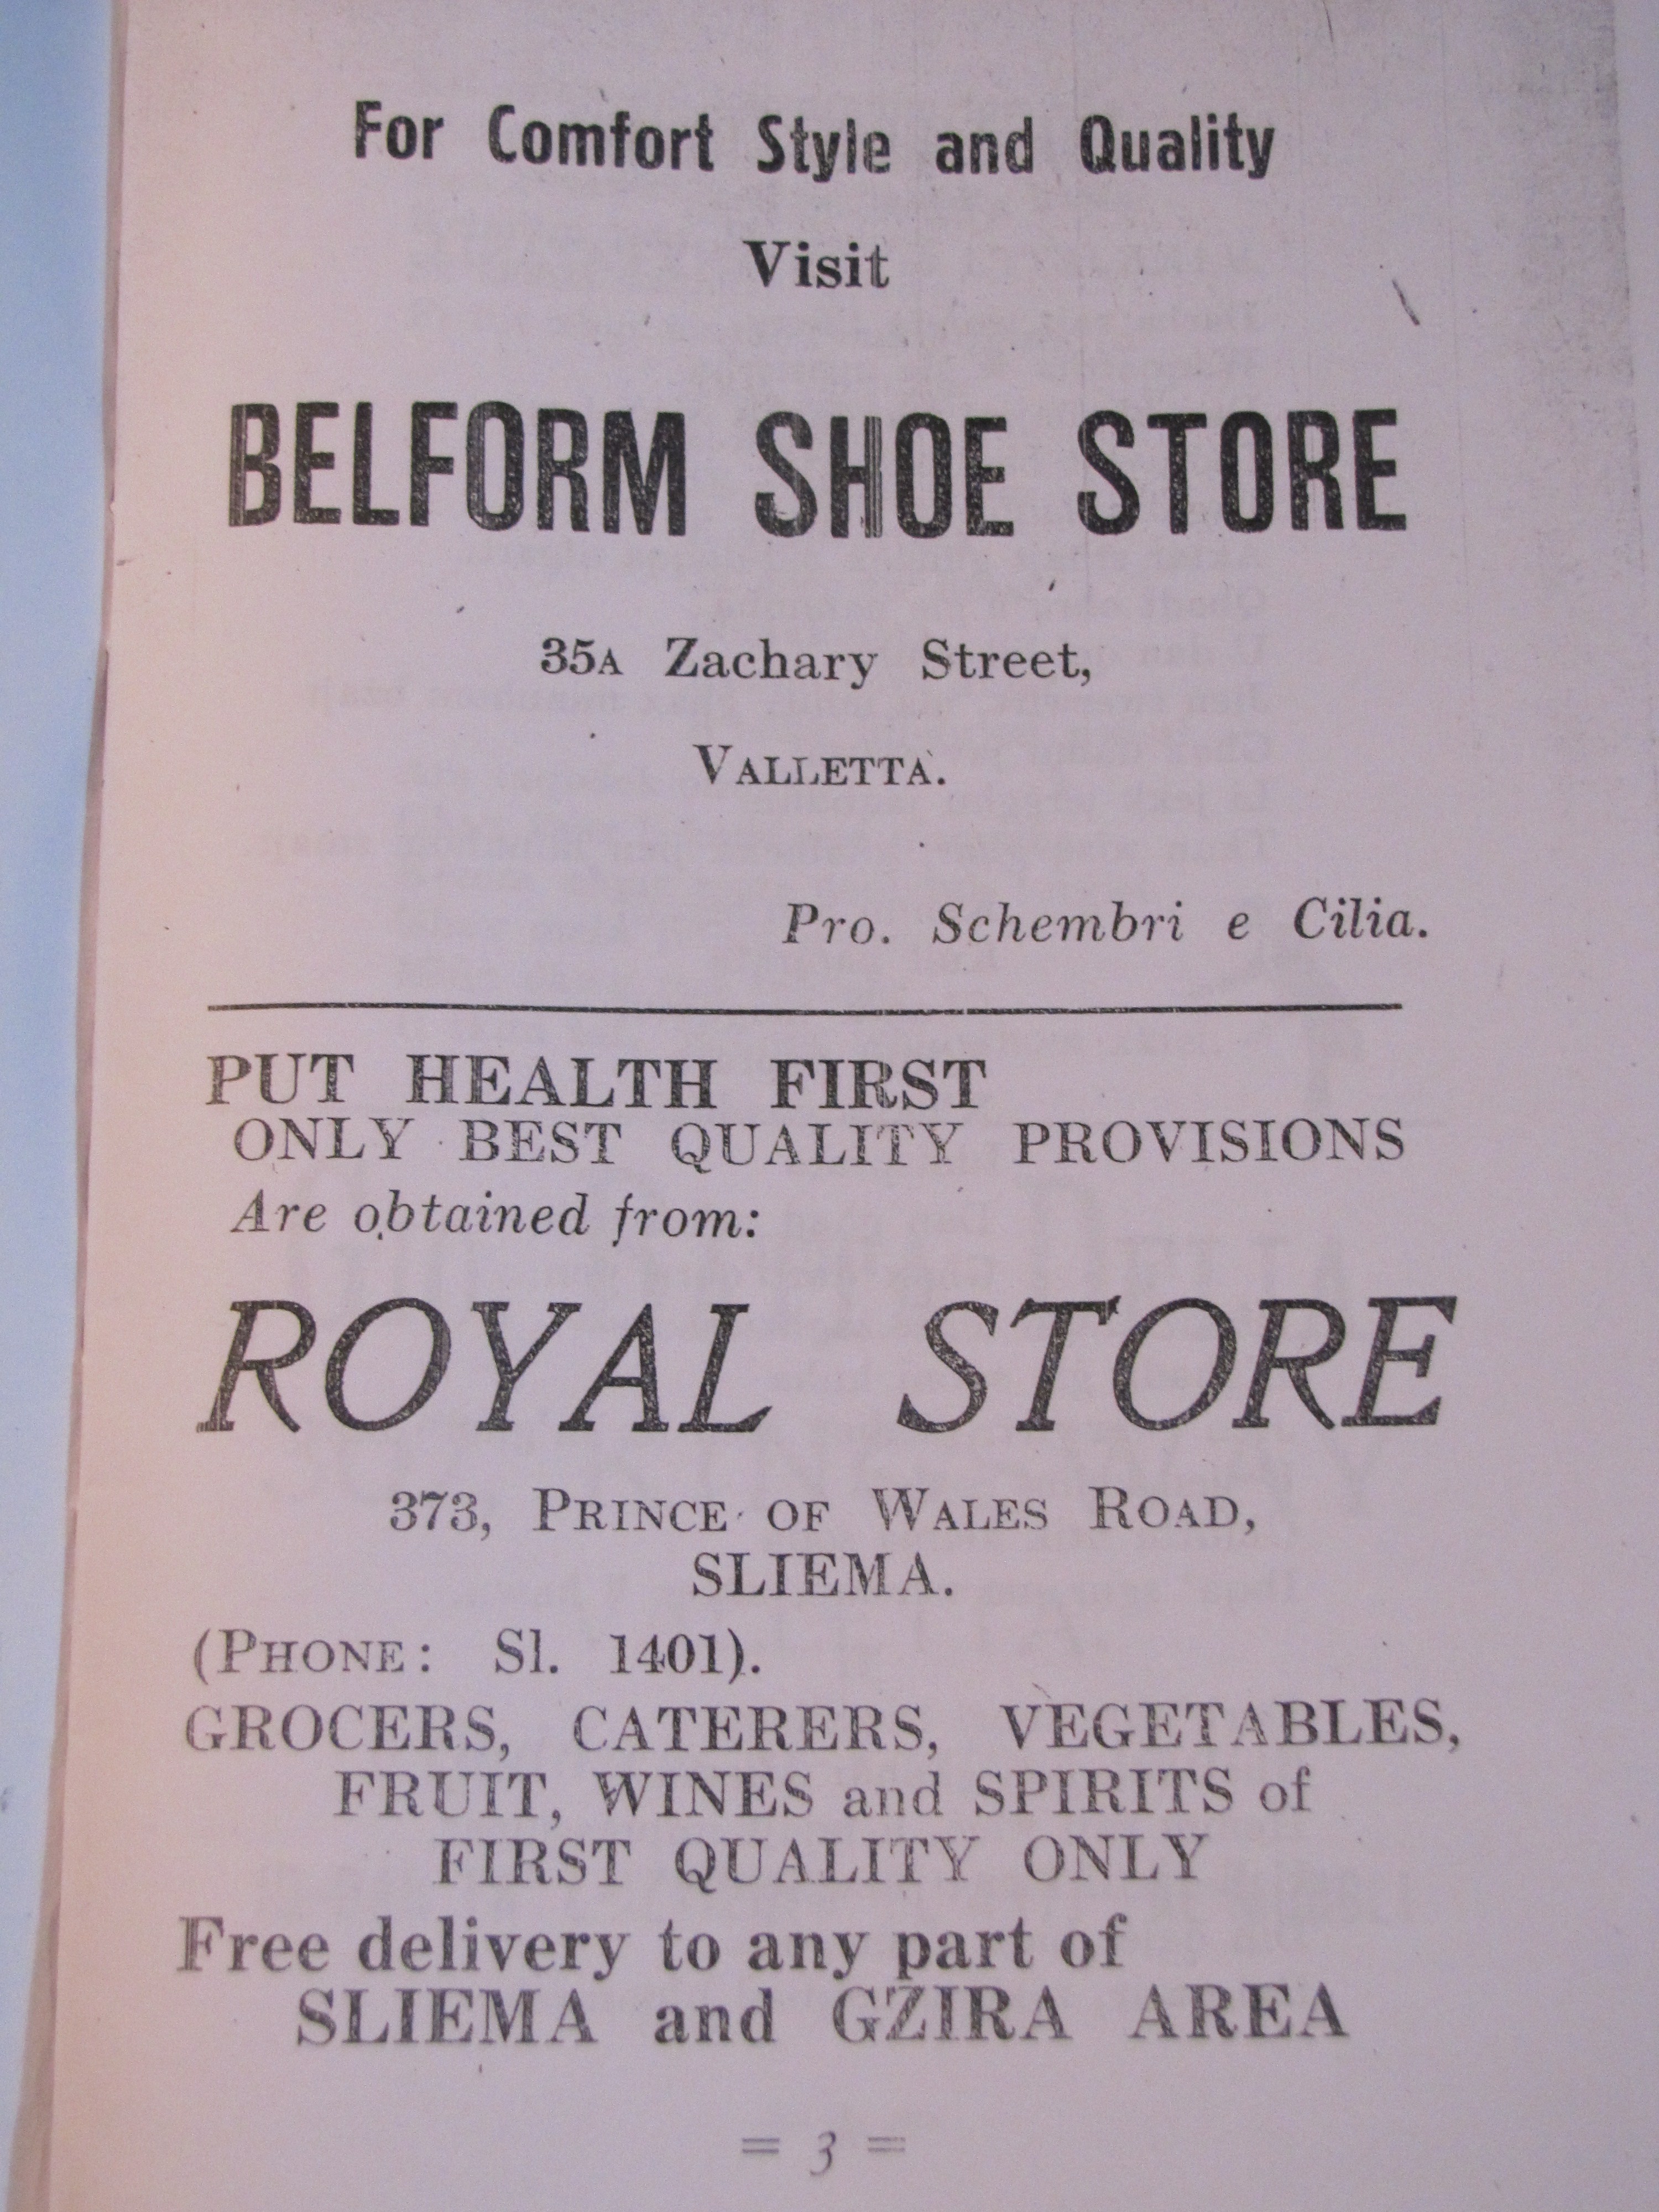 For Comfort Style and Quality
Visit
BELFORM SHOE STORE
35A Zachary Street,
VALLETTA.
Pro. Schembri e Cilia.
PUT HEALTH FIRST
ONLY BEST QUALITY PROVISIONS
Are obtained from:
ROYAL STORE
373, PRINCE OF WALES ROAD,
SLIEMA.
(PHONE: Sl. 1401).
GROCERS, CATERERS, VEGETABLES,
FRUIT, WINES and SPIRITS of
FIRST QUALITY ONLY
Free delivery to any part of
SLIEMA and GZIRA AREA
= 3 =